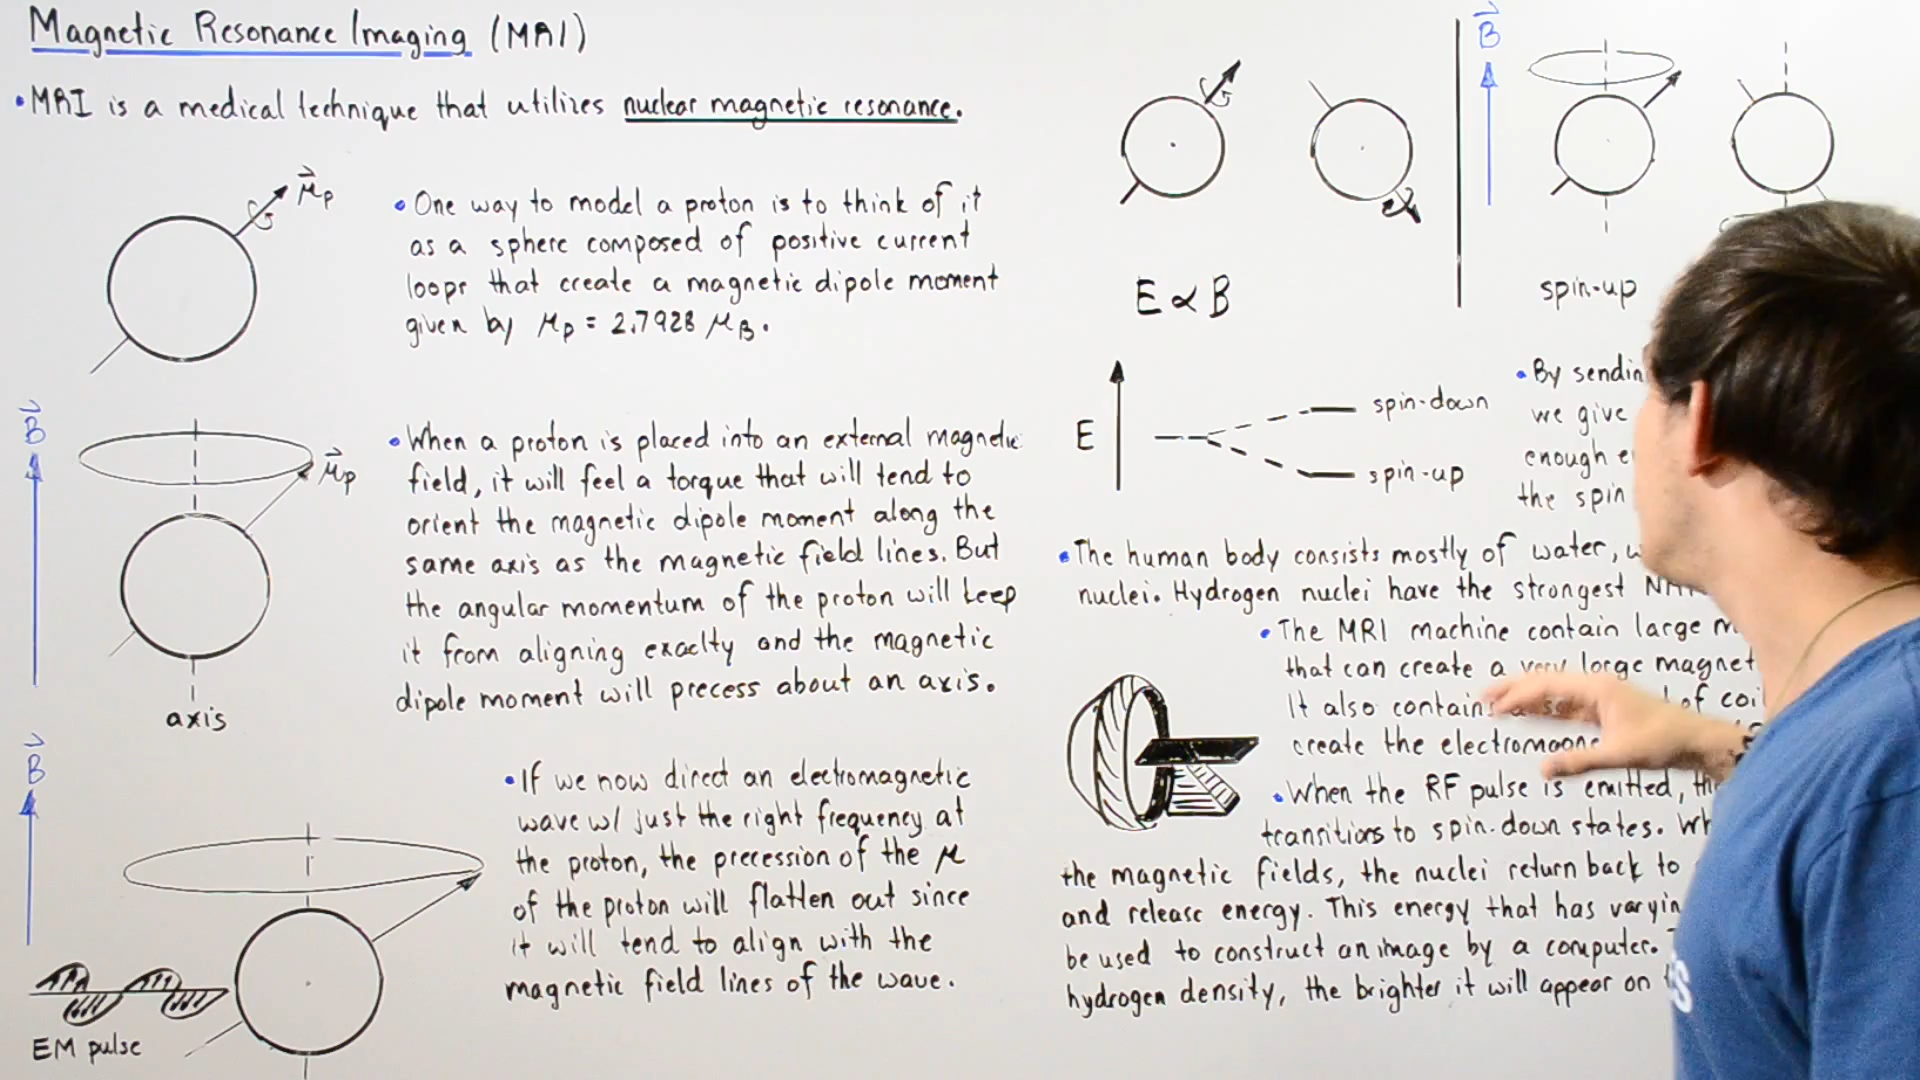 Magnetic Resonance Imaging (MRI)
• MRI is a medical technique that utilizes nuclear magnetic resonance.
μp
• One way to model a proton is to think of it
as a sphere composed of positive current
loops that create a magnetic dipole moment
given by μp = 2.7928 μB.
B
μp
axis
• When a proton is placed into an external magnetic
field, it will feel a torque that will tend to
orient the magnetic dipole moment along the
same axis as the magnetic field lines. But
the angular momentum of the proton will keep
it from aligning exaclty and the magnetic
dipole moment will precess about an axis.
B
EM pulse
• If we now direct an electromagnetic
wave w/ just the right frequency at
the proton, the precession of the μ
of the proton will flatten out since
it will tend to align with the
magnetic field lines of the wave.
B
E ∝ B
spin-up
E
spin-down
spin-up
• By sendin
we give
enough e
the spin
• The human body consists mostly of water, w
nuclei. Hydrogen nuclei have the strongest
• The MRI machine contain large m
that can create a very large magnet
It also contains of coi
create the
• When the RF pulse is emitted, th
transitions to spin-down states. Wh
the magnetic fields, the nuclei return back to
and release energy. This energy that has varyin
be used to construct an image by a computer.
hydrogen density, the brighter it will appear on